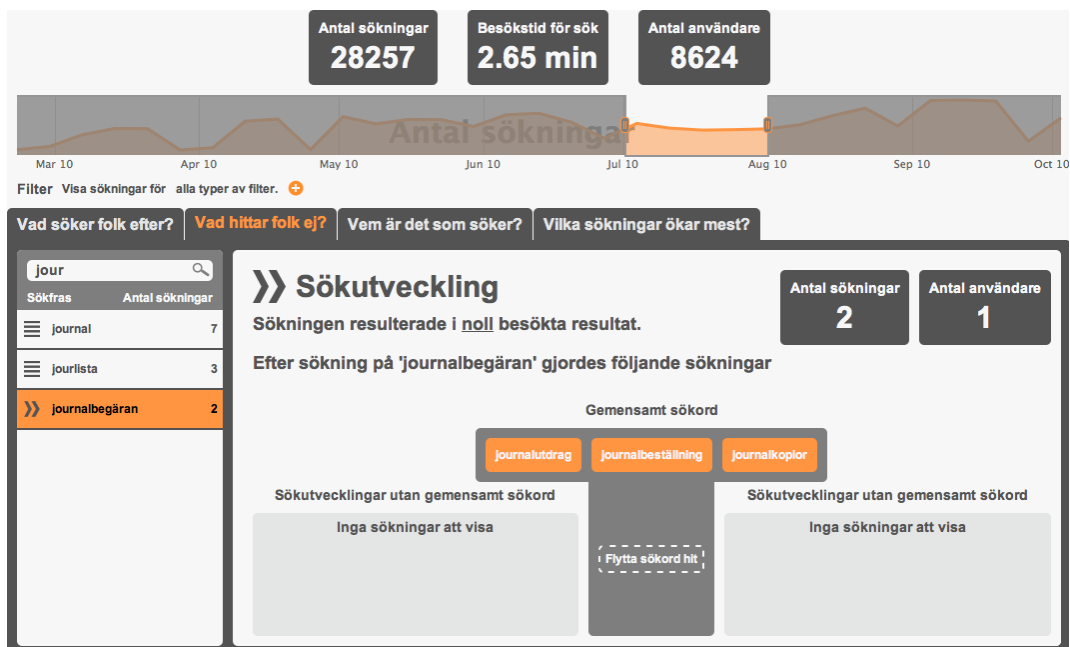 Antal sökningar
28257
Besökstid för sök
2.65 min
Antal användare
8624
Antal sökningar
Mar 10 Apr 10 May 10 Jun 10 Jul 10 Aug 10 Sep 10 Oct 10
Filter Visa sökningar för alla typer av filter.
Vad söker folk efter? Vad hittar folk ej? Vem är det som söker? Vilka sökningar ökar mest?
jour
Sökfras Antal sökningar
journal 7
jourlista 3
journalbegäran 2
Sökutveckling
Antal sökningar
2
Antal användare
1
Sökningen resulterade i noll besökta resultat.
Efter sökning på 'journalbegäran' gjordes följande sökningar
Gemensamt sökord
journalutdrag journalbeställning journalkopior
Sökutvecklingar utan gemensamt sökord
Inga sökningar att visa
Flytta sökord hit
Sökutvecklingar utan gemensamt sökord
Inga sökningar att visa